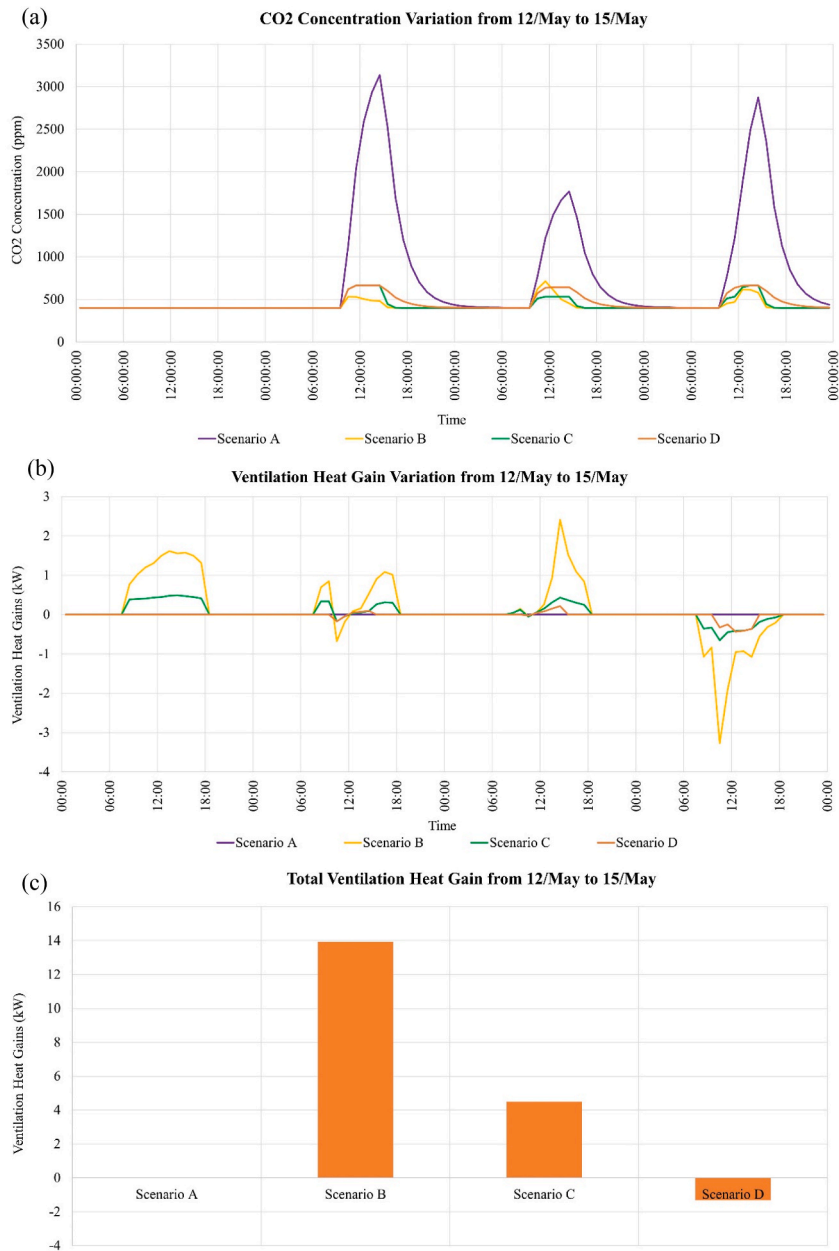 (a)
CO2 Concentration Variation from 12/May to 15/May
CO2 Concentration (ppm)
3500
3000
2500
2000
1500
1000
500
0
00:00:00 06:00:00 12:00:00 18:00:00 00:00:00 06:00:00 12:00:00 18:00:00 00:00:00 06:00:00 12:00:00 18:00:00 00:00:00 06:00:00 12:00:00 18:00:00 00:00:00
Time
Scenario A Scenario B Scenario C Scenario D
(b)
Ventilation Heat Gain Variation from 12/May to 15/May
Ventilation Heat Gains (kW)
3
2
1
0
-1
-2
-3
-4
00:00 06:00 12:00 18:00 00:00 06:00 12:00 18:00 00:00 06:00 12:00 18:00 00:00 06:00 12:00 18:00 00:00
Time
Scenario A Scenario B Scenario C Scenario D
(c)
Total Ventilation Heat Gain from 12/May to 15/May
Ventilation Heat Gains (kW)
16
14
12
10
8
6
4
2
0
-2
-4
Scenario A Scenario B Scenario C Scenario D